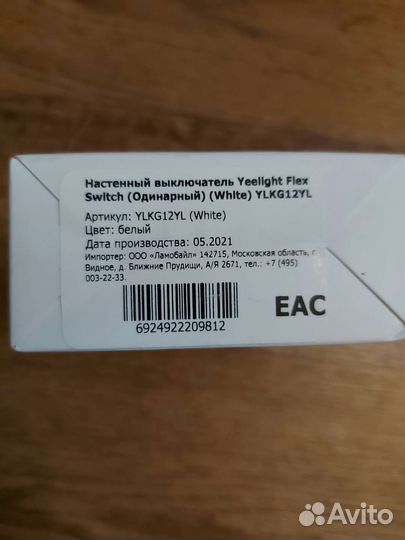 Настенный выключатель Yeelight Flex
Switch (Одинарный) (White) YLKG12YL
Артикул: YLKG12YL (White)
Цвет: белый
Дата производства: 05.2021
Импортер: ООО «Ламобайл» 142715, Московская область, г.
Видное, д. Ближние Прудищи, А/Я 2671, тел.: +7 (495)
003-22-33.
6924922209812
EAC
Avito